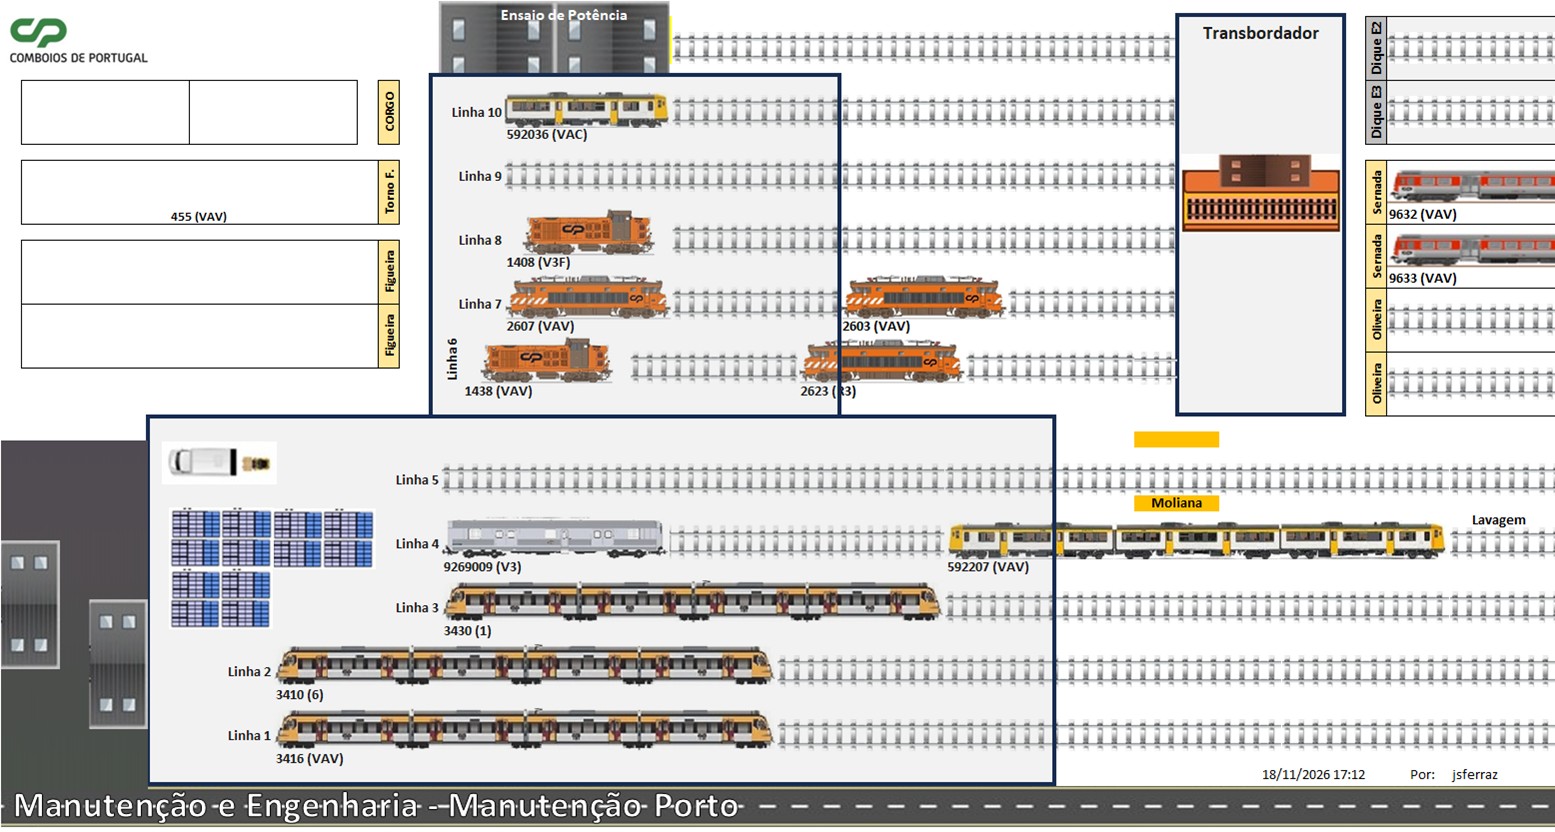 Ensaio de Potência
Transbordador
Dique E2
CP
COMBOIOS DE PORTUGAL
CORGO
Linha 10
592036 (VAC)
Dique E3
Torno F.
455 (VAV)
Linha 9
Sernada
9632 (VAV)
Linha 8
1408 (V3F)
Sernada
9633 (VAV)
Figueira
Linha 7
2607 (VAV)
2603 (VAV)
Oliveira
Figueira
Linha 6
1438 (VAV)
2623 (R3)
Oliveira
Linha 5
Moliana
Lavagem
Linha 4
9269009 (V3)
592207 (VAV)
Linha 3
3430 (1)
Linha 2
3410 (6)
Linha 1
3416 (VAV)
18/11/2026 17:12
Por:
jsferraz
Manutenção e Engenharia - Manutenção Porto